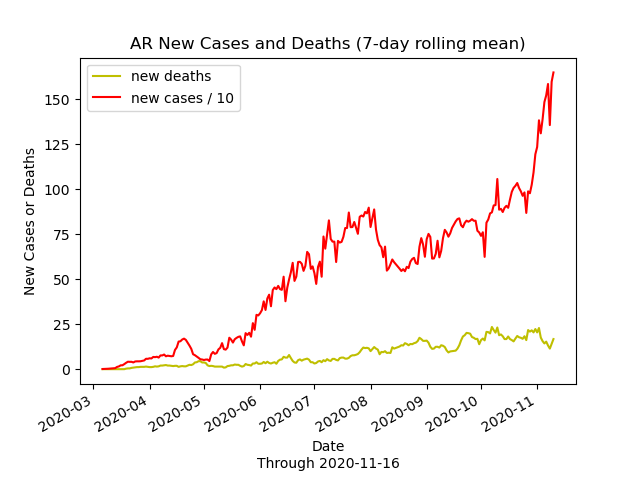 AR New Cases and Deaths (7-day rolling mean)
new deaths
new cases / 10
New Cases or Deaths
150
125
100
75
50
25
0
2020-03
2020-04
2020-05
2020-06
2020-07
2020-08
2020-09
2020-10
2020-11
Date
Through 2020-11-16